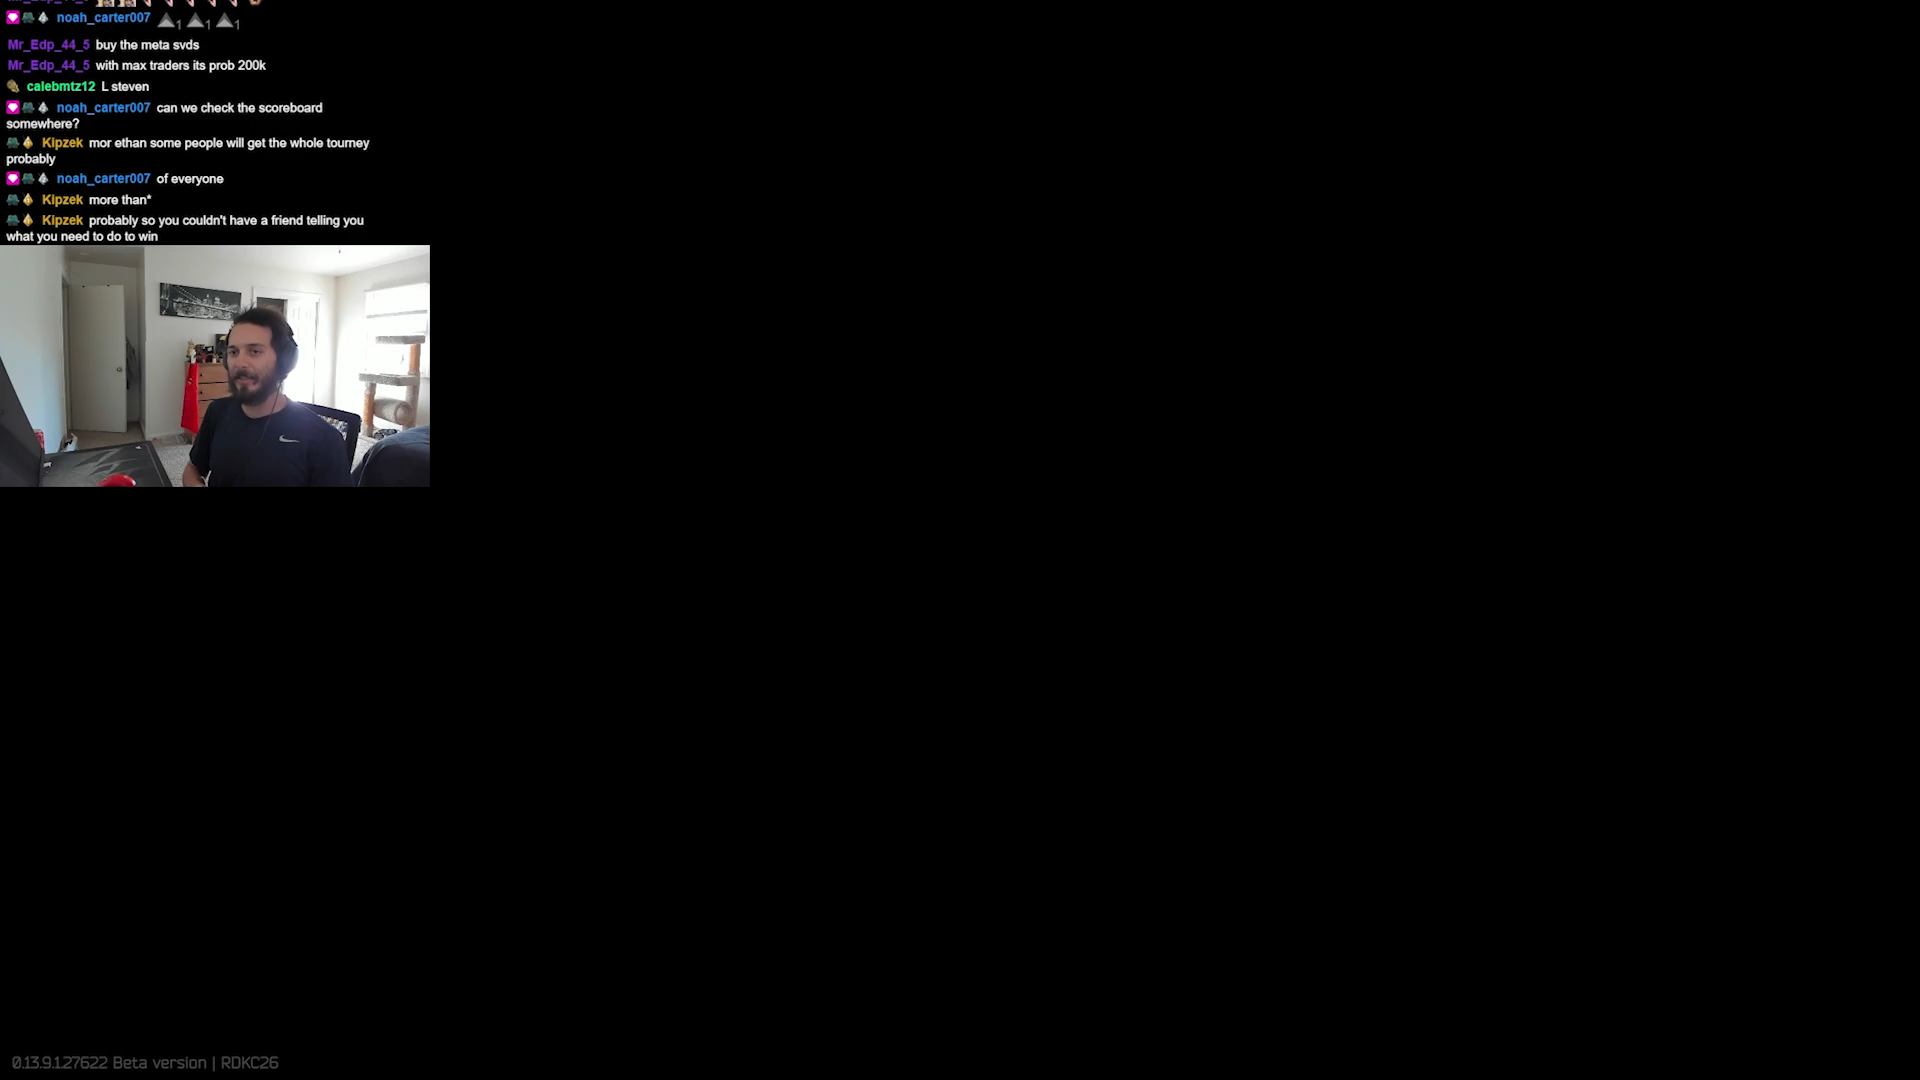 noah_carter007 1 1 1
Mr_Edp_44_5 buy the meta svds
Mr_Edp_44_5 with max traders its prob 200k
calebmtz12 L steven
noah_carter007 can we check the scoreboard
somewhere?
Kipzek mor ethan some people will get the whole tourney
probably
noah_carter007 of everyone
Kipzek more than*
Kipzek probably so you couldn't have a friend telling you
what you need to do to win
0.13.9.1.27622 Beta version | RDKC26